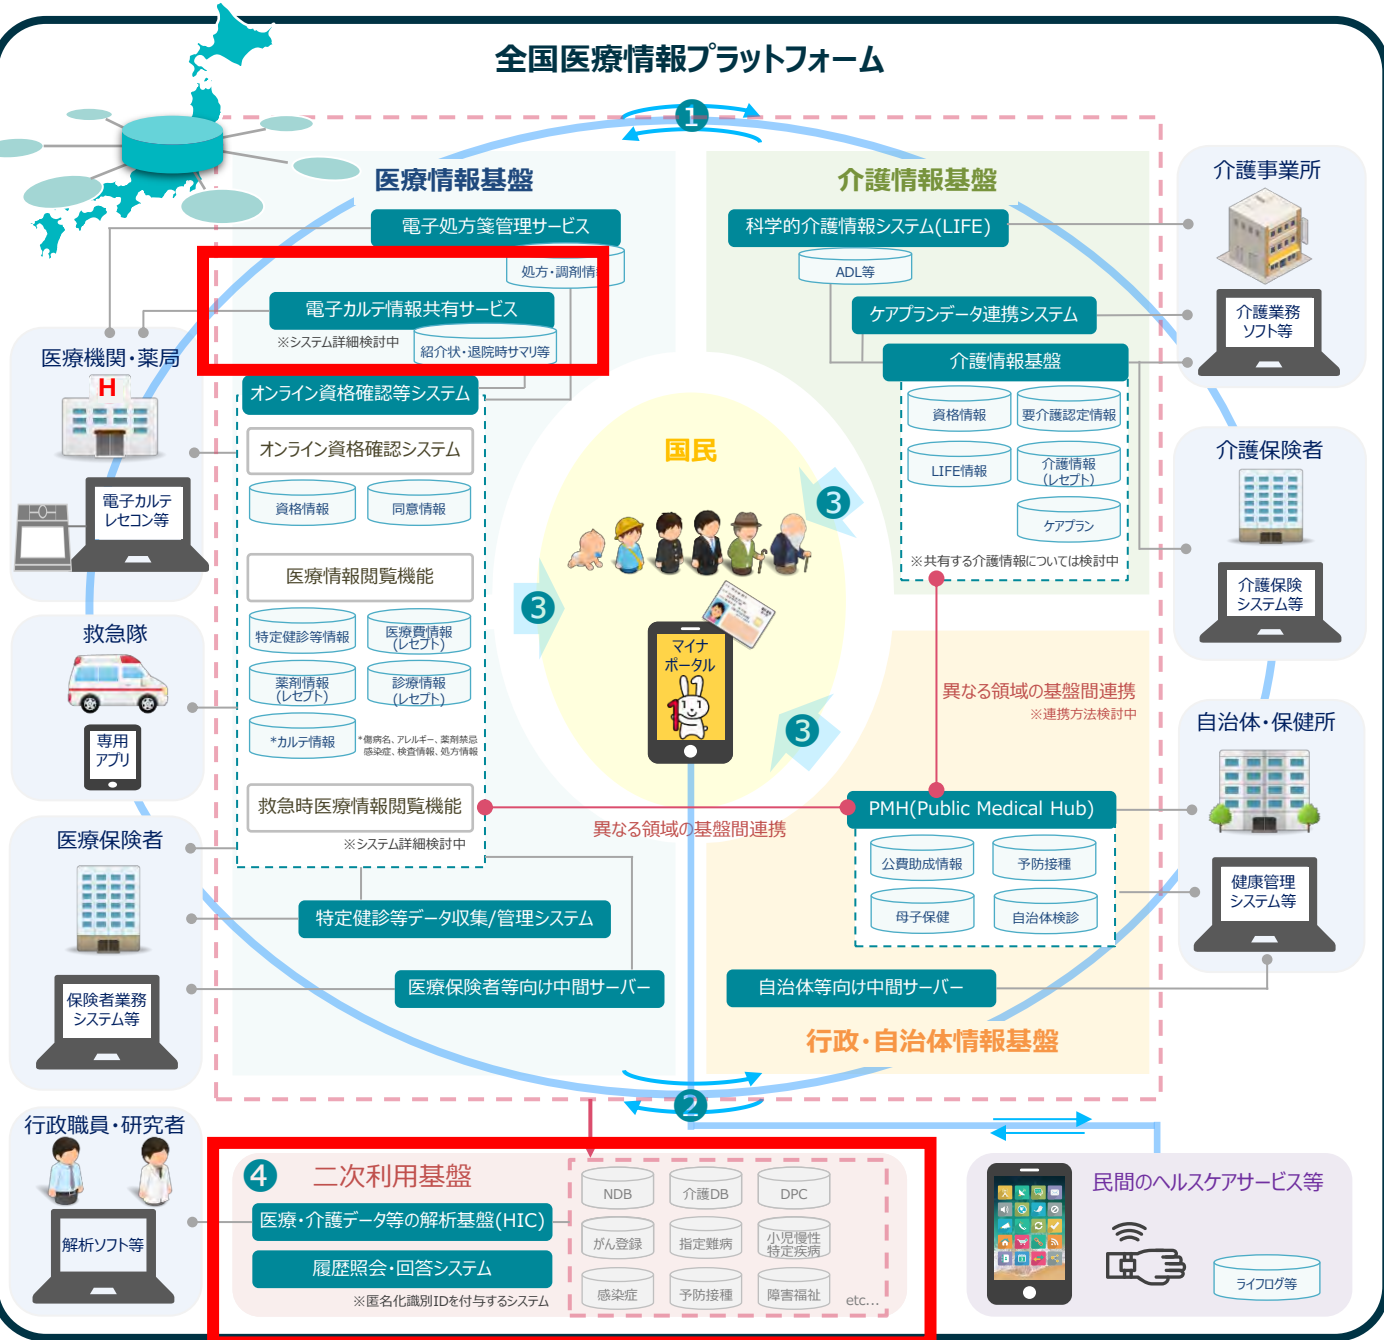 全国医療情報プラットフォーム
1
医療情報基盤
電子処方箋管理サービス
処方・調剤情
電子カルテ情報共有サービス
※システム詳細検討中
紹介状・退院時サマリ等
オンライン資格確認等システム
オンライン資格確認システム
資格情報
同意情報
医療情報閲覧機能
特定健診等情報
医療費情報
(レセプト)
薬剤情報
(レセプト)
診療情報
(レセプト)
*カルテ情報
*傷病名、アレルギー、薬剤禁忌
感染症、検査情報、処方情報
救急時医療情報閲覧機能
※システム詳細検討中
特定健診等データ収集/管理システム
医療保険者等向け中間サーバー
介護情報基盤
科学的介護情報システム(LIFE)
ADL等
ケアプランデータ連携システム
介護情報基盤
資格情報
要介護認定情報
LIFE情報
介護情報
(レセプト)
ケアプラン
※共有する介護情報については検討中
国民
3
3
3
マイナ
ポータル
1
異なる領域の基盤間連携
※連携方法検討中
異なる領域の基盤間連携
PMH(Public Medical Hub)
公費助成情報
予防接種
母子保健
自治体検診
自治体等向け中間サーバー
行政・自治体情報基盤
2
医療機関・薬局
H
電子カルテ
レセコン等
救急隊
専用
アプリ
医療保険者
保険者業務
システム等
行政職員・研究者
解析ソフト等
介護事業所
介護業務
ソフト等
介護保険者
介護保険
システム等
自治体・保健所
健康管理
システム等
4
二次利用基盤
医療・介護データ等の解析基盤(HIC)
履歴照会・回答システム
※匿名化識別IDを付与するシステム
NDB
介護DB
DPC
がん登録
指定難病
小児慢性
特定疾病
感染症
予防接種
障害福祉
etc...
民間のヘルスケアサービス等
ライフログ等